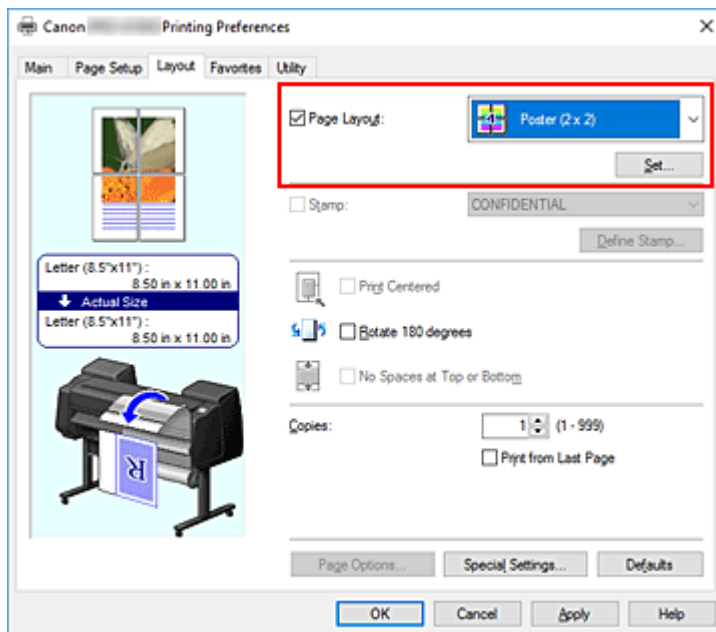 Canon Printing Preferences
Main Page Setup Layout Favorites Utility
Page Layout: 4 Poster (2 x 2)
Set...
Stamp: CONFIDENTIAL
Define Stamp...
Letter (8.5"x11") :
8.50 in x 11.00 in
Actual Size
Letter (8.5"x11") :
8.50 in x 11.00 in
Print Centered
Rotate 180 degrees
No Spaces at Top or Bottom
Copies: 1 (1 - 999)
Print from Last Page
R
Page Options... Special Settings... Defaults
OK Cancel Apply Help